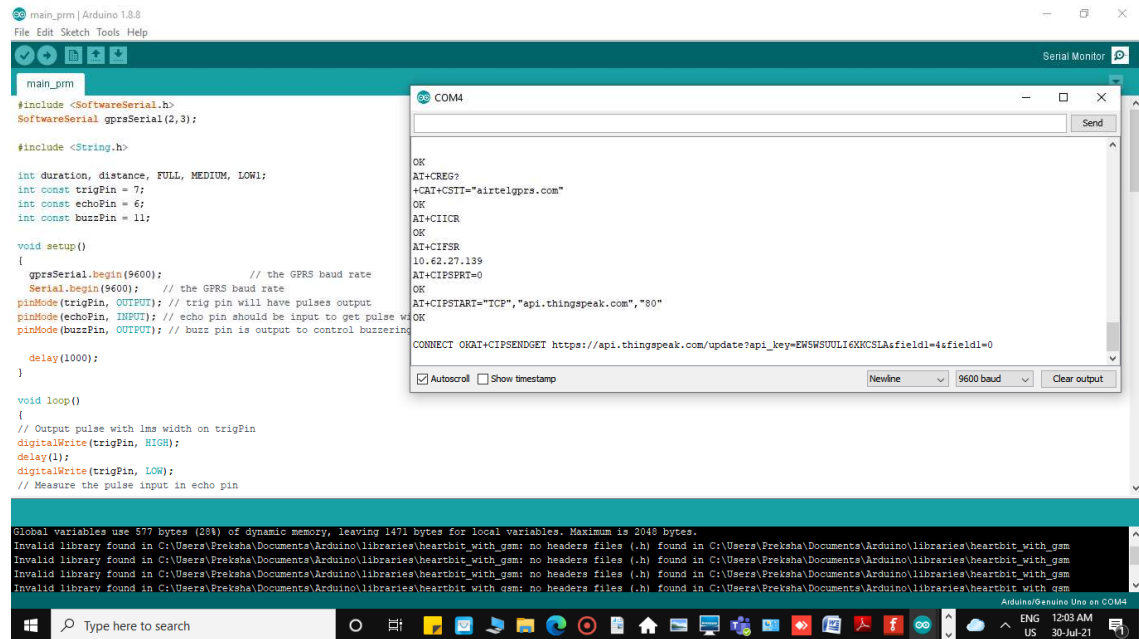 main_prm | Arduino 1.8.8
File Edit Sketch Tools Help
Serial Monitor
main_prm
#include <SoftwareSerial.h>
SoftwareSerial gprsSerial(2,3);
#include <String.h>
int duration, distance, FULL, MEDIUM, LOW1;
int const trigPin = 7;
int const echoPin = 6;
int const buzzPin = 11;
void setup()
{
gprsSerial.begin(9600); // the GPRS baud rate
Serial.begin(9600); // the GPRS baud rate
pinMode(trigPin, OUTPUT); // trig pin will have pulses output
pinMode(echoPin, INPUT); // echo pin should be input to get pulse wi
pinMode(buzzPin, OUTPUT); // buzz pin is output to control buzzering
delay(1000);
}
void loop()
{
// Output pulse with 1ms width on trigPin
digitalWrite(trigPin, HIGH);
delay(1);
digitalWrite(trigPin, LOW);
// Measure the pulse input in echo pin
COM4
Send
OK
AT+CREG?
+CAT+CSTT="airtelgprs.com"
OK
AT+CIICR
OK
AT+CIFSR
10.62.27.139
AT+CIPSPRT=0
OK
AT+CIPSTART="TCP","api.thingspeak.com","80"
OK
CONNECT OKAT+CIPSENDGET https://api.thingspeak.com/update?api_key=EW5WSUULI6XKCSLA&field1=4&field1=0
Autoscroll Show timestamp Newline 9600 baud Clear output
Global variables use 577 bytes (28%) of dynamic memory, leaving 1471 bytes for local variables. Maximum is 2048 bytes.
Invalid library found in C:\Users\Preksha\Documents\Arduino\libraries\heartbit_with_gsm: no headers files (.h) found in C:\Users\Preksha\Documents\Arduino\libraries\heartbit_with_gsm
Invalid library found in C:\Users\Preksha\Documents\Arduino\libraries\heartbit_with_gsm: no headers files (.h) found in C:\Users\Preksha\Documents\Arduino\libraries\heartbit_with_gsm
Invalid library found in C:\Users\Preksha\Documents\Arduino\libraries\heartbit_with_gsm: no headers files (.h) found in C:\Users\Preksha\Documents\Arduino\libraries\heartbit_with_gsm
Invalid library found in C:\Users\Preksha\Documents\Arduino\libraries\heartbit_with_gsm: no headers files (.h) found in C:\Users\Preksha\Documents\Arduino\libraries\heartbit_with_gsm
Arduino/Genuino Uno on COM4
Type here to search
ENG 12:03 AM
US 30-Jul-21